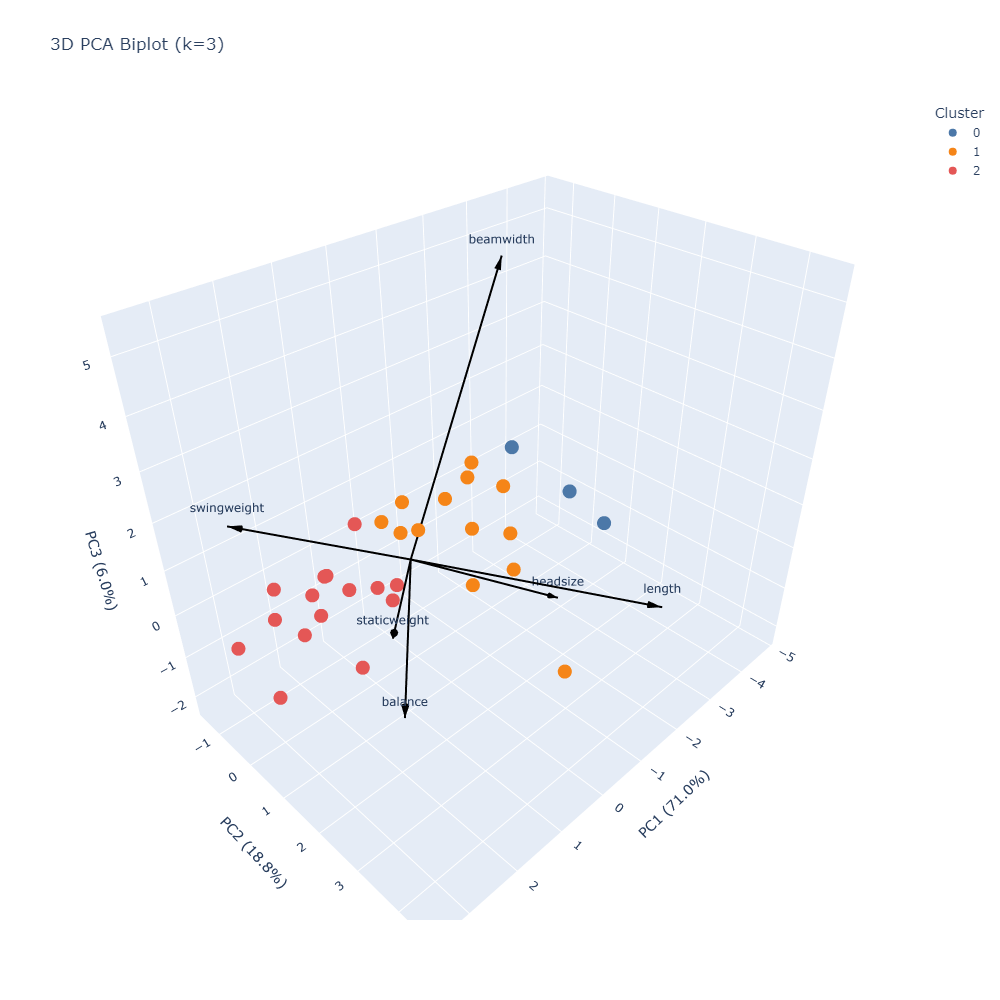 3D PCA Biplot (k=3)
Cluster
0
1
2
beamwidth
swingweight
headsize
length
staticweight
balance
5
4
3
2
1
0
−1
−2
PC3 (6.0%)
−1
0
1
2
3
PC2 (18.8%)
−5
−4
−3
−2
−1
0
1
2
PC1 (71.0%)